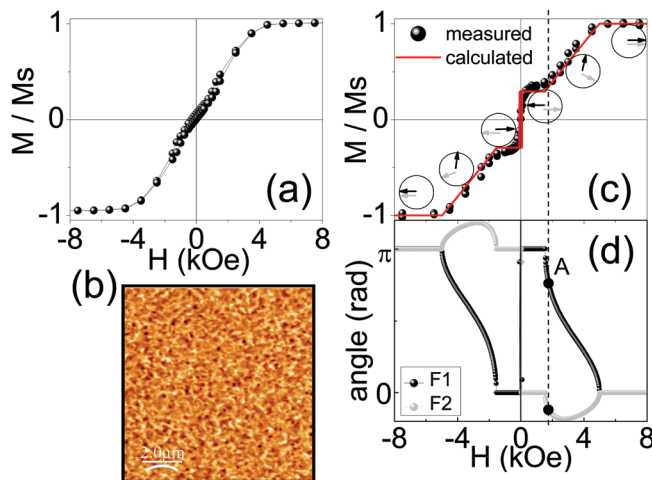 (a)
M / Ms
1
0
-1
-8 -4 0 4 8
H (kOe)
measured
calculated
(c)
M / Ms
1
0
-1
(b)
2.0µm
(d)
A
angle (rad)
π
0
F1
F2
-8 -4 0 4 8
H (kOe)